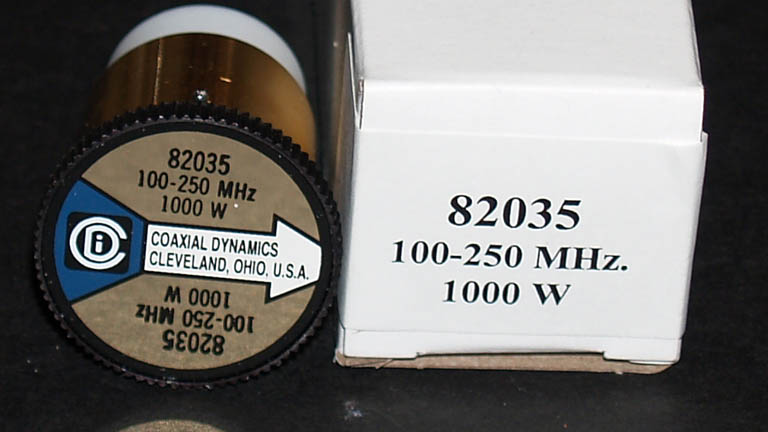 82035
100-250 MHz
1000 W
CDi
COAXIAL DYNAMICS
CLEVELAND, OHIO, U.S.A.
1000 W
100-250 MHz
82035
82035
100-250 MHz.
1000 W